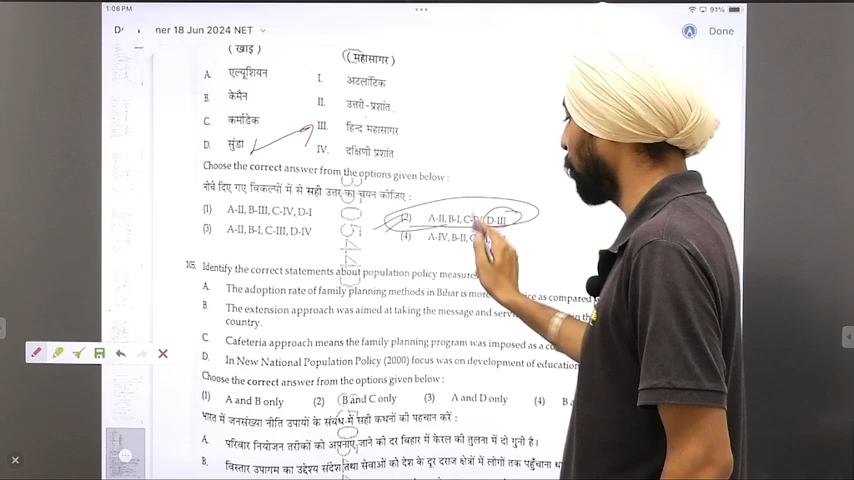 1:08 PM
91%
ner 18 Jun 2024 NET
Done
(खाई) (महासागर)
A. एल्यूशियन I. अटलांटिक
B. केमैन II. उत्तरी-प्रशांत
C. कर्माडेक III. हिन्द महासागर
D. सुंडा IV. दक्षिणी प्रशांत
Choose the correct answer from the options given below :
नीचे दिए गए विकल्पों में से सही उत्तर का चयन कीजिए :
(1) A-II, B-III, C-IV, D-I (2) A-II, B-I, C-IV, D-III
(3) A-II, B-I, C-III, D-IV (4) A-IV, B-II,
105. Identify the correct statements about population policy measures
A. The adoption rate of family planning methods in Bihar is more as compared
B. The extension approach was aimed at taking the message and in the
country.
C. Cafeteria approach means the family planning program was imposed as a
D. In New National Population Policy (2000) focus was on development of education
Choose the correct answer from the options given below :
(1) A and B only (2) B and C only (3) A and D only (4)
भारत में जनसंख्या नीति उपायों के संबंध में सही कथनों की पहचान करें :
A. परिवार नियोजन तरीकों को अपनाए जाने की दर बिहार में केरल की तुलना में दो गुनी है।
B. विस्तार उपागम का उद्देश्य संदेश तथा सेवाओं को देश के दूर दराज क्षेत्रों में लोगों तक पहुँचाना